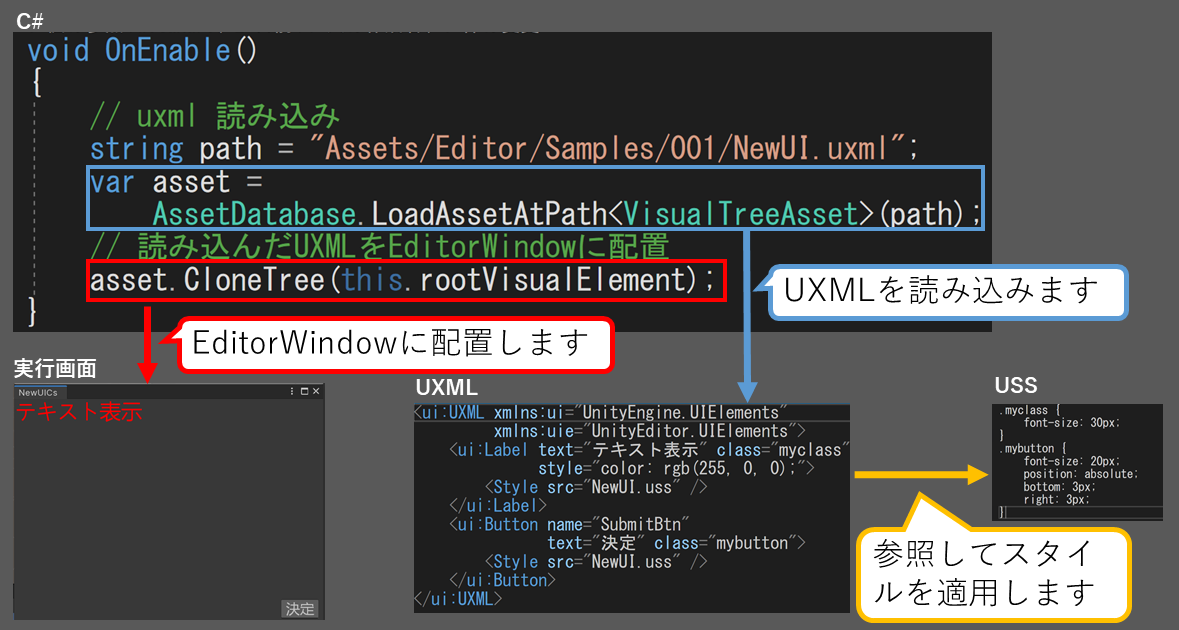 C#
void OnEnable()
{
// uxml 読み込み
string path = "Assets/Editor/Samples/001/NewUI.uxml";
var asset =
AssetDatabase.LoadAssetAtPath<VisualTreeAsset>(path);
// 読み込んだUXMLをEditorWindowに配置
asset.CloneTree(this.rootVisualElement);
}
UXMLを読み込みます
EditorWindowに配置します
実行画面
NewUICs
テキスト表示
決定
UXML
<ui:UXML xmlns:ui="UnityEngine.UIElements"
xmlns:uie="UnityEditor.UIElements">
<ui:Label text="テキスト表示" class="myclass"
style="color: rgb(255, 0, 0);">
<Style src="NewUI.uss" />
</ui:Label>
<ui:Button name="SubmitBtn"
text="決定" class="mybutton">
<Style src="NewUI.uss" />
</ui:Button>
</ui:UXML>
USS
.myclass {
font-size: 30px;
}
.mybutton {
font-size: 20px;
position: absolute;
bottom: 3px;
right: 3px;
}
参照してスタイ
ルを適用します